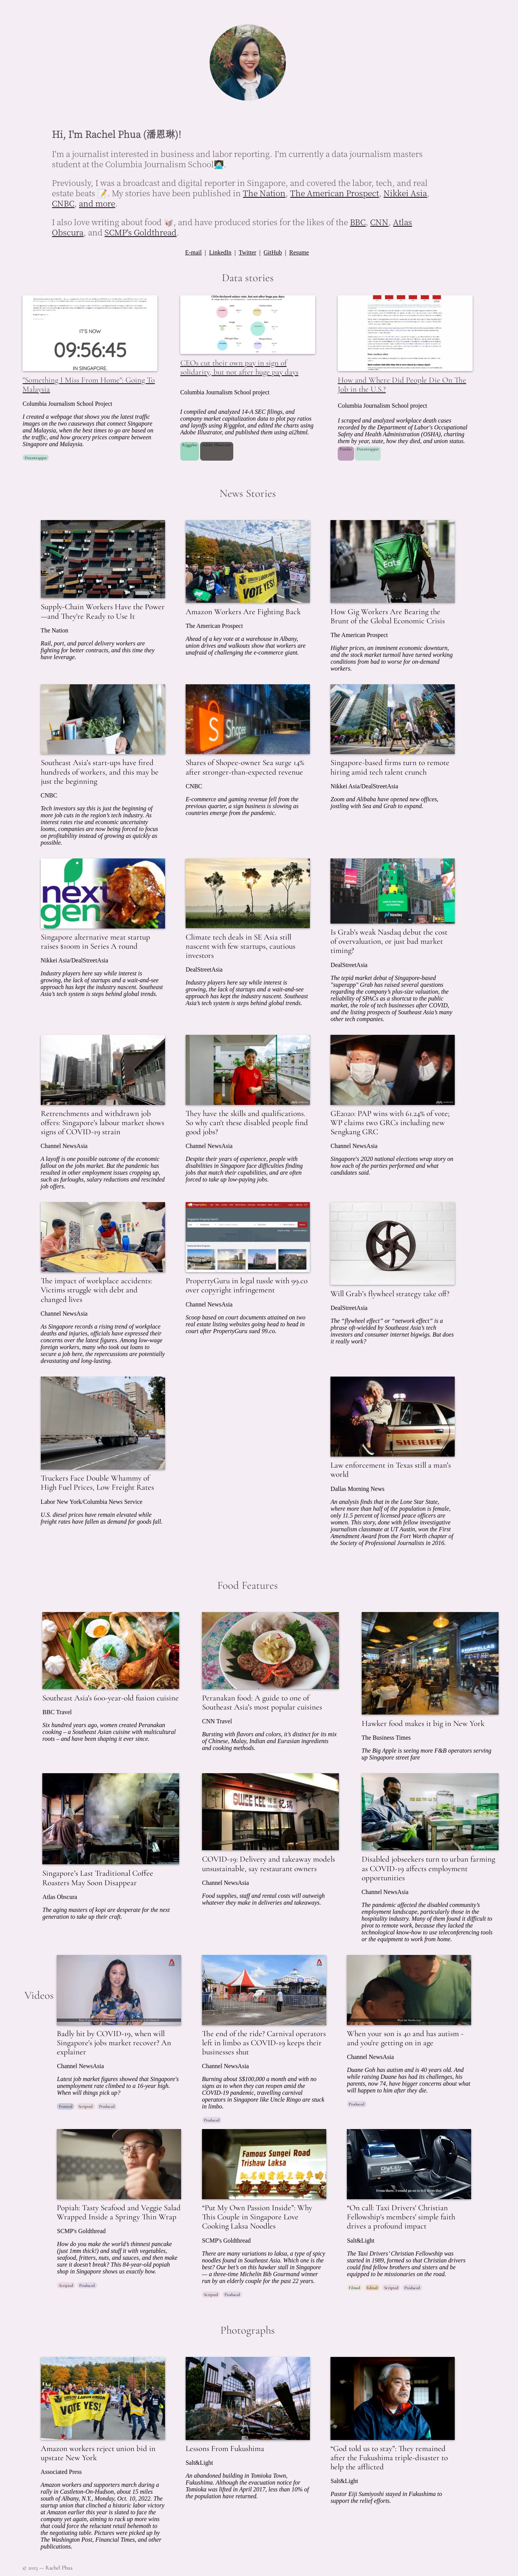 Hi, I'm Rachel Phua (潘恩琳)!
I'm a journalist interested in business and labor reporting. I'm currently a data journalism masters
student at the Columbia Journalism School👩🏻‍💻.
Previously, I was a broadcast and digital reporter in Singapore, and covered the labor, tech, and real
estate beats 📝. My stories have been published in The Nation, The American Prospect, Nikkei Asia,
CNBC, and more.
I also love writing about food 🥡, and have produced stories for the likes of the BBC, CNN, Atlas
Obscura, and SCMP's Goldthread.
E-mail | LinkedIn | Twitter | GitHub | Resume
Data stories
IT'S NOW
09:56:45
IN SINGAPORE.
"Something I Miss From Home": Going To
Malaysia
Columbia Journalism School Project
I created a webpage that shows you the latest traffic
images on the two causeways that connect Singapore
and Malaysia, when the best times to go are based on
the traffic, and how grocery prices compare between
Singapore and Malaysia.
Datawrapper
CEOs cut their own pay in sign of
solidarity, but not after huge pay days
Columbia Journalism School project
I compiled and analyzed 14-A SEC filings, and
company market capitalization data to plot pay ratios
and layoffs using R/ggplot, and edited the charts using
Adobe Illustrator, and published them using ai2html.
How and Where Did People Die On The
Job in the U.S.?
Columbia Journalism School project
I scraped and analyzed workplace death cases
recorded by the Department of Labor's Occupational
Safety and Health Administration (OSHA), charting
them by year, state, how they died, and union status.
Pandas
Datawrapper
News Stories
Supply-Chain Workers Have the Power
—and They're Ready to Use It
The Nation
Rail, port, and parcel delivery workers are
fighting for better contracts, and this time they
have leverage.
VOTE YES!
Amazon Workers Are Fighting Back
The American Prospect
Ahead of a key vote at a warehouse in Albany,
union drives and walkouts show that workers are
unafraid of challenging the e-commerce giant.
Uber
Eats
How Gig Workers Are Bearing the
Brunt of the Global Economic Crisis
The American Prospect
Higher prices, an imminent economic downturn,
and the stock market turmoil have turned working
conditions from bad to worse for on-demand
workers.
Southeast Asia's start-ups have fired
hundreds of workers, and this may be
just the beginning
CNBC
Tech investors say this is just the beginning of
more job cuts in the region's tech industry. As
interest rates rise and economic uncertainty
looms, companies are now being forced to focus
on profitability instead of growing as quickly as
possible.
Shopee
Shares of Shopee-owner Sea surge 14%
after stronger-than-expected revenue
CNBC
E-commerce and gaming revenue fell from the
previous quarter, a sign business is slowing as
countries emerge from the pandemic.
Singapore-based firms turn to remote
hiring amid tech talent crunch
Nikkei Asia/DealStreetAsia
Zoom and Alibaba have opened new offices,
jostling with Sea and Grab to expand.
next
gen
Singapore alternative meat startup
raises $100m in Series A round
Nikkei Asia/DealStreetAsia
Industry players here say while interest is
growing, the lack of startups and a wait-and-see
approach has kept the industry nascent. Southeast
Asia's tech system is steps behind global trends.
Climate tech deals in SE Asia still
nascent with few startups, cautious
investors
DealStreetAsia
Industry players here say while interest is
growing, the lack of startups and a wait-and-see
approach has kept the industry nascent. Southeast
Asia's tech system is steps behind global trends.
Nasdaq
Is Grab's weak Nasdaq debut the cost
of overvaluation, or just bad market
timing?
DealStreetAsia
The tepid market debut of Singapore-based
"superapp" Grab has raised several questions
regarding the company's plus-size valuation, the
reliability of SPACs as a shortcut to the public
market, the role of tech businesses after COVID,
and the listing prospects of Southeast Asia's many
other tech companies.
Retrenchments and withdrawn job
offers: Singapore's labour market shows
signs of COVID-19 strain
Channel NewsAsia
A layoff is one possible outcome of the economic
fallout on the jobs market. But the pandemic has
resulted in other employment issues cropping up,
such as furloughs, salary reductions and rescinded
job offers.
They have the skills and qualifications.
So why can't these disabled people find
good jobs?
Channel NewsAsia
Despite their years of experience, people with
disabilities in Singapore face difficulties finding
jobs that match their capabilities, and are often
forced to take up low-paying jobs.
GE2020: PAP wins with 61.24% of vote;
WP claims two GRCs including new
Sengkang GRC
Channel NewsAsia
Singapore's 2020 national elections wrap story on
how each of the parties performed and what
candidates said.
The impact of workplace accidents:
Victims struggle with debt and
changed lives
Channel NewsAsia
As Singapore records a rising trend of workplace
deaths and injuries, officials have expressed their
concerns over the latest figures. Among low-wage
foreign workers, many who took out loans to
secure a job here, the repercussions are potentially
devastating and long-lasting.
PropertyGuru in legal tussle with 99.co
over copyright infringement
Channel NewsAsia
Scoop based on court documents attained on two
real estate listing websites going head to head in
court after PropertyGuru sued 99.co.
Will Grab's flywheel strategy take off?
DealStreetAsia
The "flywheel effect" or "network effect" is a
phrase oft-wielded by Southeast Asia's tech
investors and consumer internet bigwigs. But does
it really work?
Truckers Face Double Whammy of
High Fuel Prices, Low Freight Rates
Labor New York/Columbia News Service
U.S. diesel prices have remain elevated while
freight rates have fallen as demand for goods fall.
SHERIFF
Law enforcement in Texas still a man's
world
Dallas Morning News
An analysis finds that in the Lone Star State,
where more than half of the population is female,
only 11.5 percent of licensed peace officers are
women. This story, done with fellow investigative
journalism classmate at UT Austin, won the First
Amendment Award from the Fort Worth chapter of
the Society of Professional Journalists in 2016.
Food Features
Southeast Asia's 600-year-old fusion cuisine
BBC Travel
Six hundred years ago, women created Peranakan
cooking – a Southeast Asian cuisine with multicultural
roots – and have been shaping it ever since.
Peranakan food: A guide to one of
Southeast Asia's most popular cuisines
CNN Travel
Bursting with flavors and colors, it's distinct for its mix
of Chinese, Malay, Indian and Eurasian ingredients
and cooking methods.
Hawker food makes it big in New York
The Business Times
The Big Apple is seeing more F&B operators serving
up Singapore street fare
Singapore's Last Traditional Coffee
Roasters May Soon Disappear
Atlas Obscura
The aging masters of kopi are desperate for the next
generation to take up their craft.
SWEE KEE
COVID-19: Delivery and takeaway models
unsustainable, say restaurant owners
Channel NewsAsia
Food supplies, staff and rental costs will outweigh
whatever they make in deliveries and takeaways.
Disabled jobseekers turn to urban farming
as COVID-19 affects employment
opportunities
Channel NewsAsia
The pandemic affected the disabled community's
employment landscape, particularly those in the
hospitality industry. Many of them found it difficult to
pivot to remote work, because they lacked the
technological know-how to use teleconferencing tools
or the equipment to work from home.
Videos
Badly hit by COVID-19, when will
Singapore's jobs market recover? An
explainer
Channel NewsAsia
Latest job market figures showed that Singapore's
unemployment rate climbed to a 16-year high.
When will things pick up?
Fronted Scripted Produced
The end of the ride? Carnival operators
left in limbo as COVID-19 keeps their
businesses shut
Channel NewsAsia
Burning about S$100,000 a month and with no
signs as to when they can reopen amid the
COVID-19 pandemic, travelling carnival
operators in Singapore like Uncle Ringo are stuck
in limbo.
Produced
When your son is 40 and has autism -
and you're getting on in age
Channel NewsAsia
Duane Goh has autism and is 40 years old. And
while raising Duane has had its challenges, his
parents, now 74, have bigger concerns about what
will happen to him after they die.
Produced
Popiah: Tasty Seafood and Veggie Salad
Wrapped Inside a Springy Thin Wrap
SCMP's Goldthread
How do you make the world's thinnest pancake
(just 1mm thick!) and stuff it with vegetables,
seafood, fritters, nuts, and sauces, and then make
sure it doesn't break? This 84-year-old popiah
shop in Singapore shows us exactly how.
Scripted Produced
Famous Sungei Road
Trishaw Laksa
"Put My Own Passion Inside": Why
This Couple in Singapore Love
Cooking Laksa Noodles
SCMP's Goldthread
There are many variations to laksa, a type of spicy
noodles found in Southeast Asia. Which one is the
best? Our bet's on this hawker stall in Singapore
— a three-time Michelin Bib Gourmand winner
run by an elderly couple for the past 22 years.
Scripted Produced
"On call: Taxi Drivers' Christian
Fellowship's members' simple faith
drives a profound impact
Salt&Light
The Taxi Drivers' Christian Fellowship was
started in 1989, formed so that Christian drivers
could find fellowship with one another and be
equipped to be missionaries on the road.
Filmed Edited Scripted Produced
Photographs
VOTE YES!
Amazon workers reject union bid in
upstate New York
Associated Press
Amazon workers and supporters march during a
rally in Castleton-On-Hudson, about 15 miles
south of Albany, N.Y., Monday, Oct. 10, 2022. The
startup union that clinched a historic labor victory
at Amazon earlier this year is slated to face the
company yet again, aiming to rack up more wins
that could force the reluctant retail behemoth to
the negotiating table. Pictures were picked up by
The Washington Post, Financial Times, and other
publications.
Lessons From Fukushima
Salt&Light
An abandoned building in Tomioka Town,
Fukushima. Although the evacuation notice for
Tomioka was lifted in April 2017, less than 10% of
the population have returned.
"God told us to stay": They remained
after the Fukushima triple-disaster to
help the afflicted
Salt&Light
Pastor Eiji Sumiyoshi stayed in Fukushima to
support the relief efforts.
© 2023 — Rachel Phua